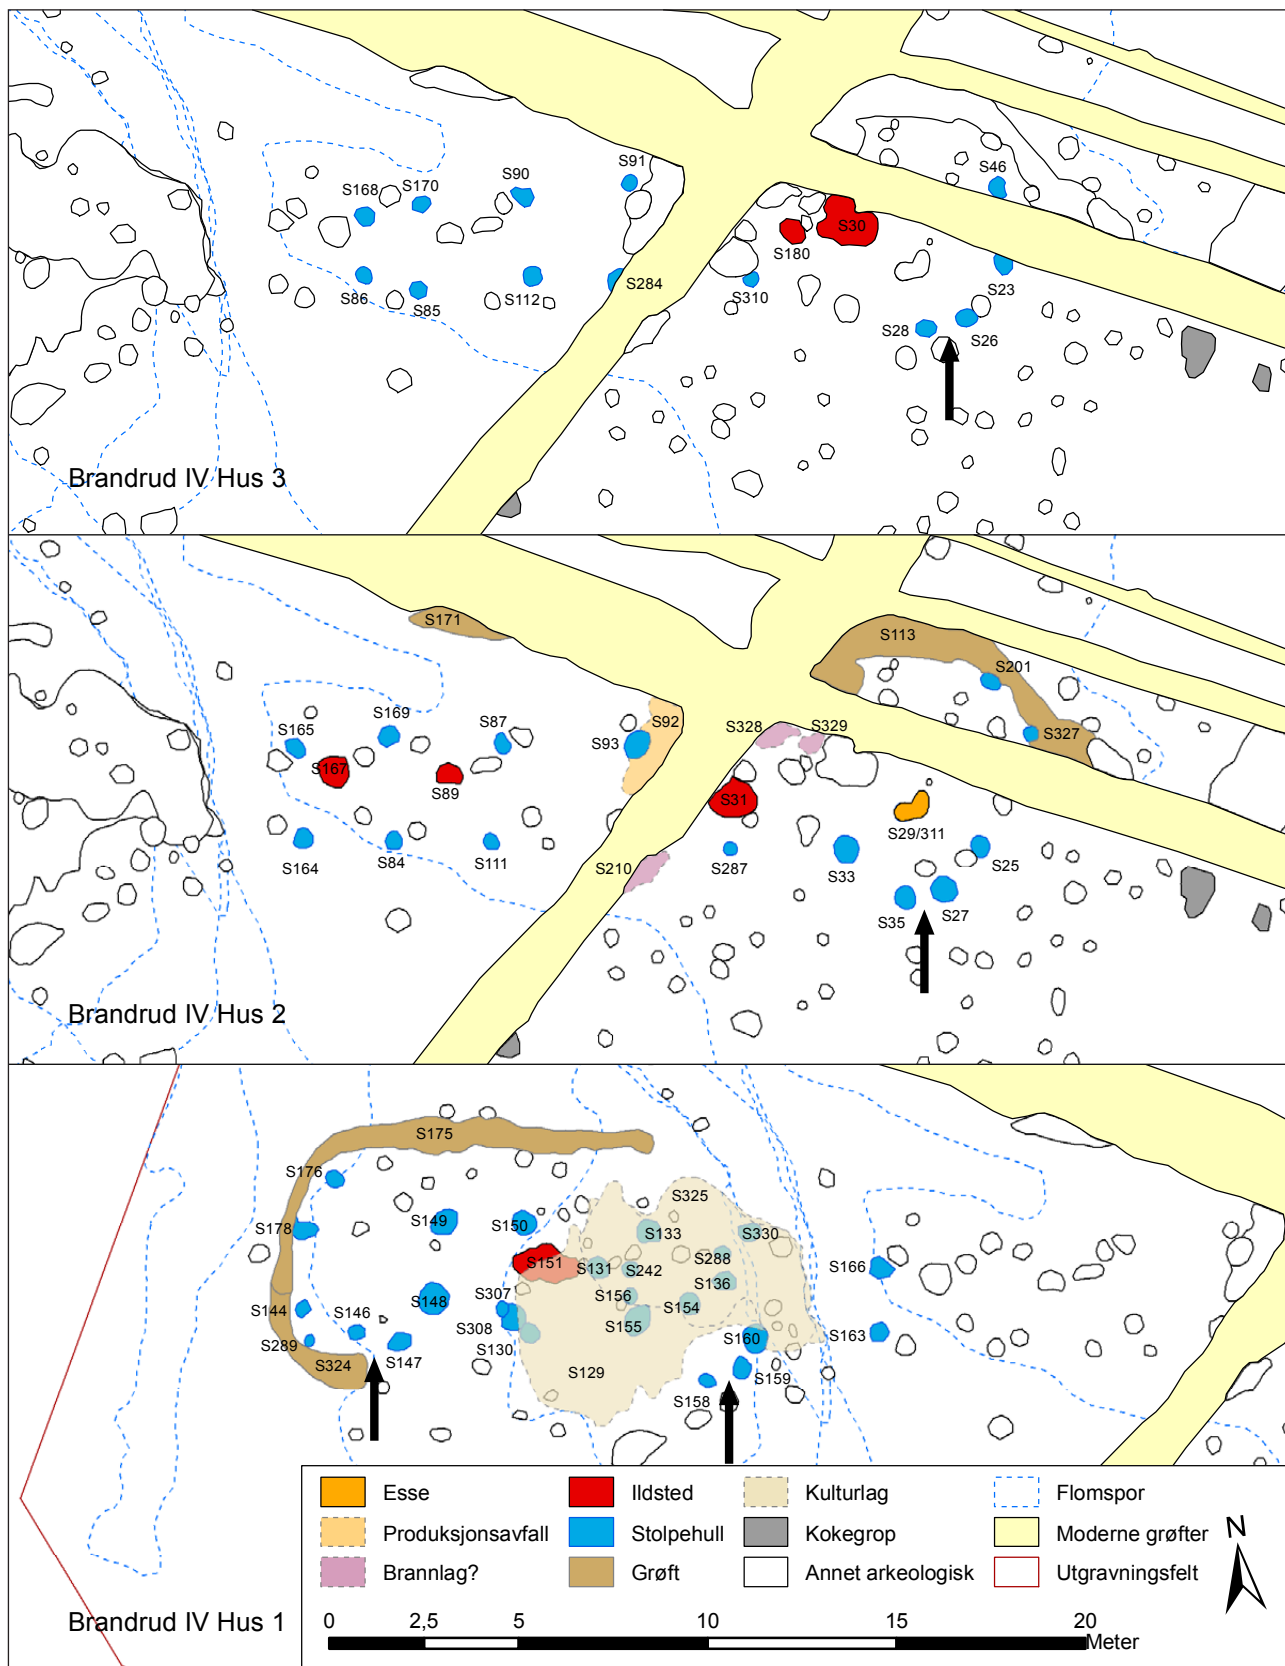 S91
S90
S46
S168
S170
S30
S180
S23
S86
S85
S112
S284
S310
S28
S26
Brandrud IV Hus 3
S171
S113
S201
S165
S169
S87
S92
S328
S329
S327
S93
S167
S89
S31
S29/311
S164
S84
S111
S210
S287
S33
S25
S35
S27
Brandrud IV Hus 2
S175
S176
S325
S178
S149
S150
S133
S330
S151
S131
S242
S288
S166
S136
S307
S156
S148
S154
S144
S146
S308
S155
S160
S163
S289
S130
S147
S324
S129
S159
S158
Esse
Ildsted
Kulturlag
Flomspor
Produksjonsavfall
Stolpehull
Kokegrop
Moderne grøfter
Brannlag?
Grøft
Annet arkeologisk
Utgravningsfelt
N
Brandrud IV Hus 1
0 2,5 5 10 15 20
Meter